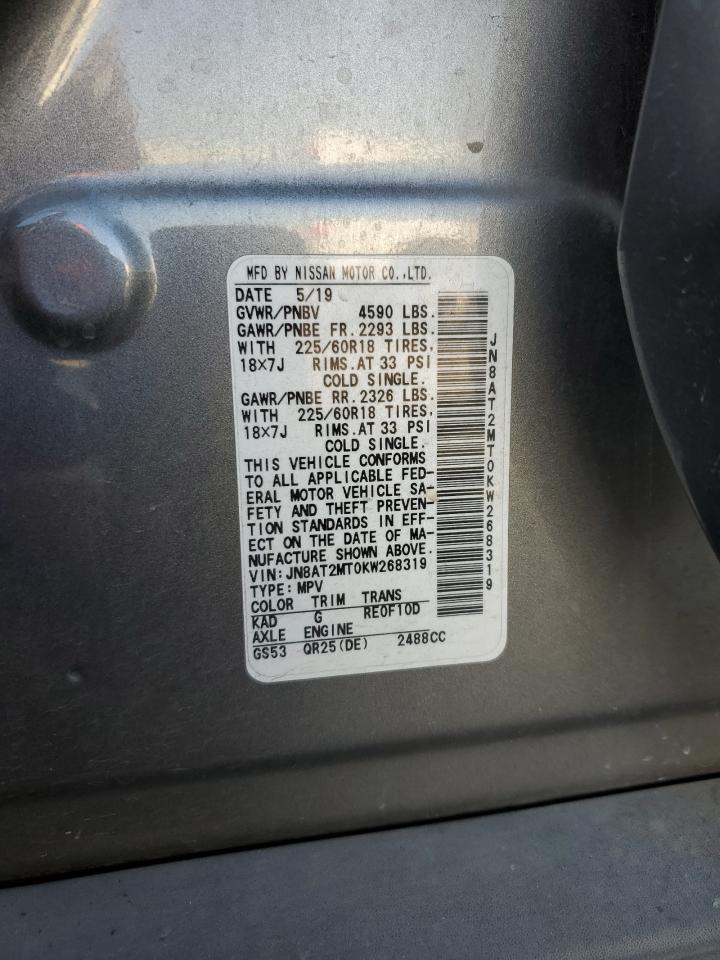 MFD BY NISSAN MOTOR CO.,LTD.
DATE 5/19
GVWR/PNBV 4590 LBS.
GAWR/PNBE FR.2293 LBS.
WITH 225/60R18 TIRES,
18×7J RIMS.AT 33 PSI
COLD SINGLE.
GAWR/PNBE RR.2326 LBS.
WITH 225/60R18 TIRES,
18×7J RIMS.AT 33 PSI
COLD SINGLE.
THIS VEHICLE CONFORMS
TO ALL APPLICABLE FED-
ERAL MOTOR VEHICLE SA-
FETY AND THEFT PREVEN-
TION STANDARDS IN EFF-
ECT ON THE DATE OF MA-
NUFACTURE SHOWN ABOVE.
VIN:JN8AT2MT0KW268319
TYPE:MPV
COLOR TRIM TRANS
KAD G RE0F10D
AXLE ENGINE
GS53 QR25(DE) 2488CC
JN8AT2MT0KW268319